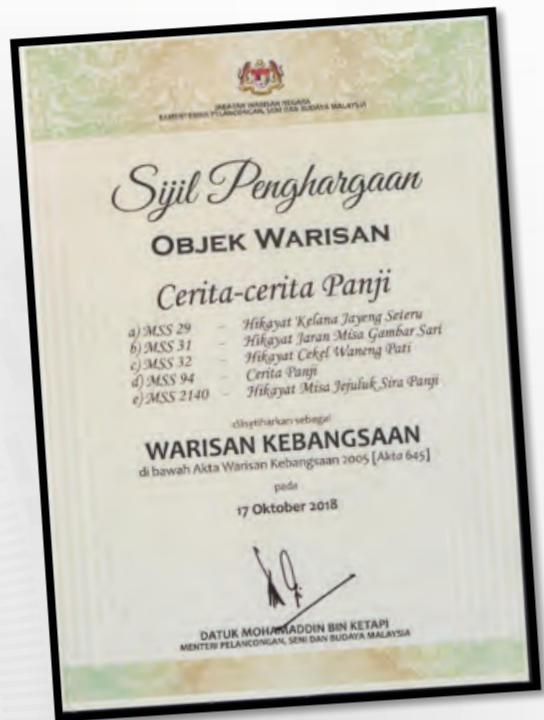 JABATAN WARISAN NEGARA
KEMENTERIAN PELANCONGAN, SENI DAN BUDAYA MALAYSIA
Sijil Penghargaan
OBJEK WARISAN
Cerita-cerita Panji
a) MSS 29 - Hikayat Kelana Jayeng Seteru
b) MSS 31 - Hikayat Jaran Misa Gambar Sari
c) MSS 32 - Hikayat Cekel Waneng Pati
d) MSS 94 - Cerita Panji
e) MSS 2140 - Hikayat Misa Jejuluk Sira Panji
diisytiharkan sebagai
WARISAN KEBANGSAAN
di bawah Akta Warisan Kebangsaan 2005 [Akta 645]
pada
17 Oktober 2018
DATUK MOHAMADDIN BIN KETAPI
MENTERI PELANCONGAN, SENI DAN BUDAYA MALAYSIA